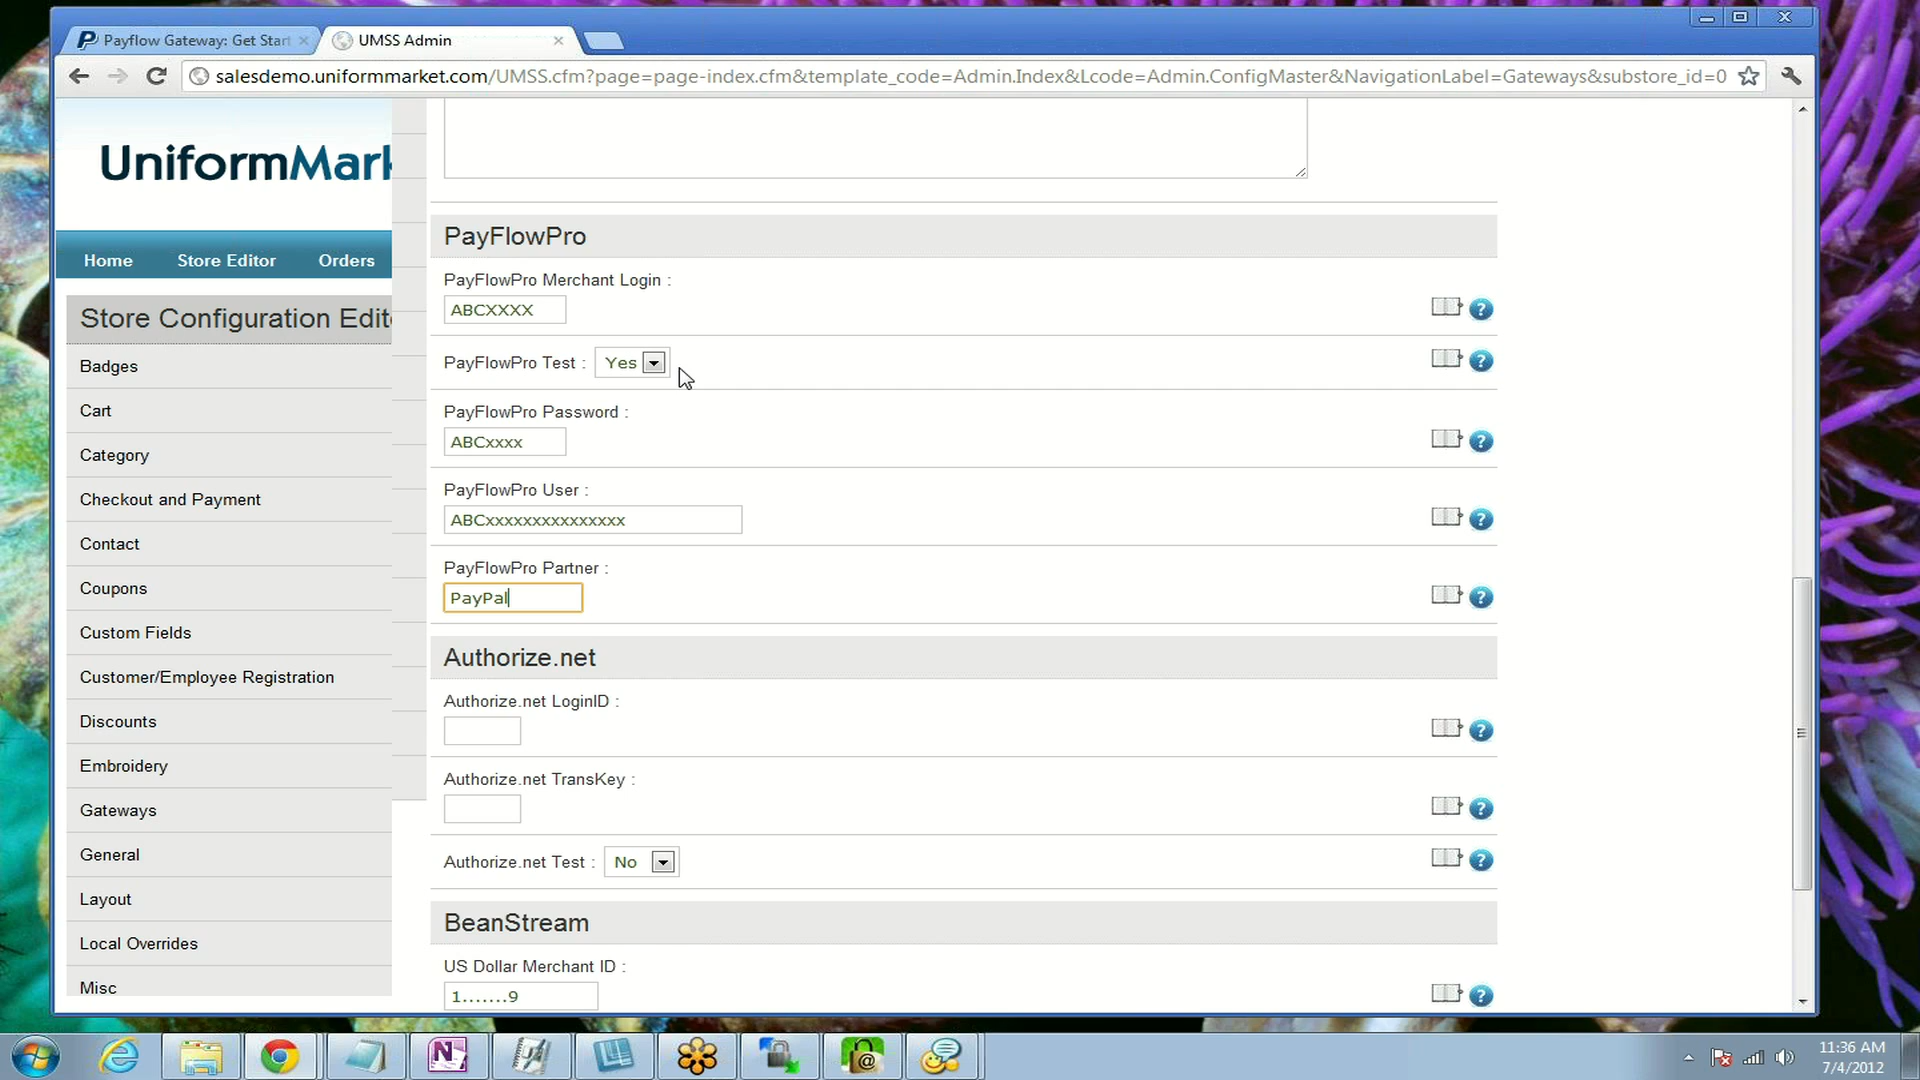 Payflow Gateway: Get Start
UMSS Admin
salesdemo.uniformmarket.com/UMSS.cfm?page=page-index.cfm&template_code=Admin.Index&Lcode=Admin.ConfigMaster&NavigationLabel=Gateways&substore_id=0
UniformMark
Home Store Editor Orders
Store Configuration Edit
Badges
Cart
Category
Checkout and Payment
Contact
Coupons
Custom Fields
Customer/Employee Registration
Discounts
Embroidery
Gateways
General
Layout
Local Overrides
Misc
PayFlowPro
PayFlowPro Merchant Login :
ABCXXXX
PayFlowPro Test : Yes
PayFlowPro Password :
ABCxxxx
PayFlowPro User :
ABCxxxxxxxxxxxxxxx
PayFlowPro Partner :
PayPal
Authorize.net
Authorize.net LoginID :
Authorize.net TransKey :
Authorize.net Test : No
BeanStream
US Dollar Merchant ID :
1.......9
11:36 AM
7/4/2012